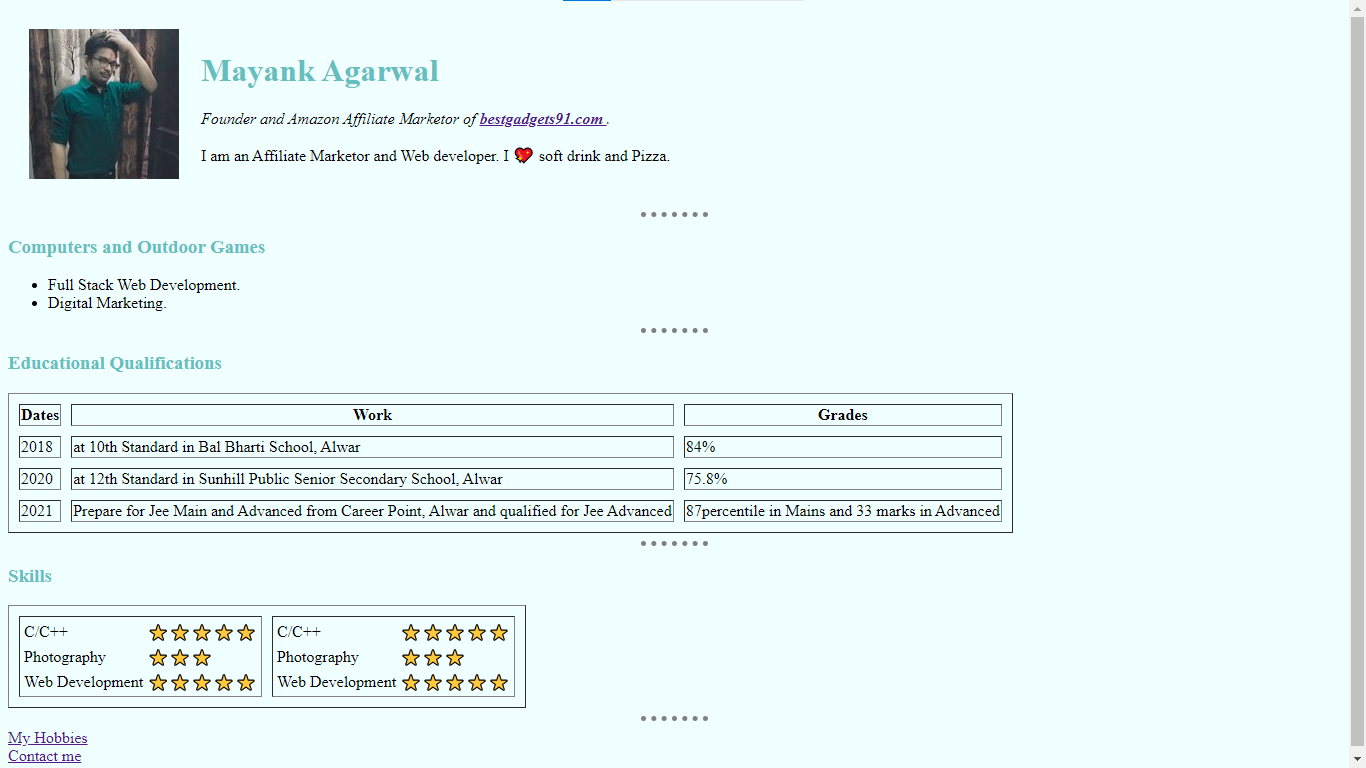 Mayank Agarwal
Founder and Amazon Affiliate Marketor of bestgadgets91.com .
I am an Affiliate Marketor and Web developer. I 💖 soft drink and Pizza.
Computers and Outdoor Games
• Full Stack Web Development.
• Digital Marketing.
Educational Qualifications
Dates Work Grades
2018 at 10th Standard in Bal Bharti School, Alwar 84%
2020 at 12th Standard in Sunhill Public Senior Secondary School, Alwar 75.8%
2021 Prepare for Jee Main and Advanced from Career Point, Alwar and qualified for Jee Advanced 87percentile in Mains and 33 marks in Advanced
Skills
C/C++ ⭐⭐⭐⭐⭐ C/C++ ⭐⭐⭐⭐⭐
Photography ⭐⭐⭐ Photography ⭐⭐⭐
Web Development ⭐⭐⭐⭐⭐ Web Development ⭐⭐⭐⭐⭐
My Hobbies
Contact me